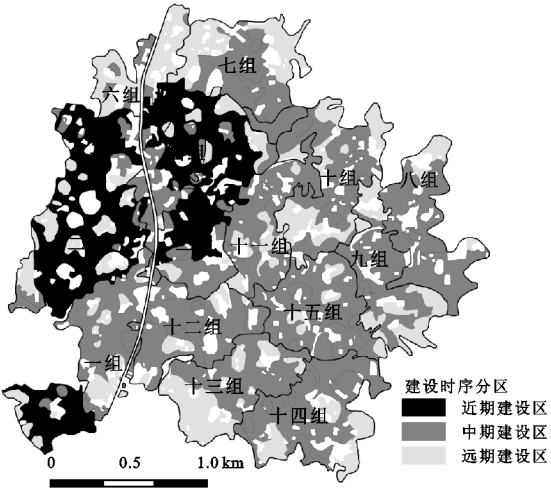 七组
六组
十组
八组
十一组
九组
十五组
十二组
一组
十三组
十四组
建设时序分区
近期建设区
中期建设区
远期建设区
0 0.5 1.0 km